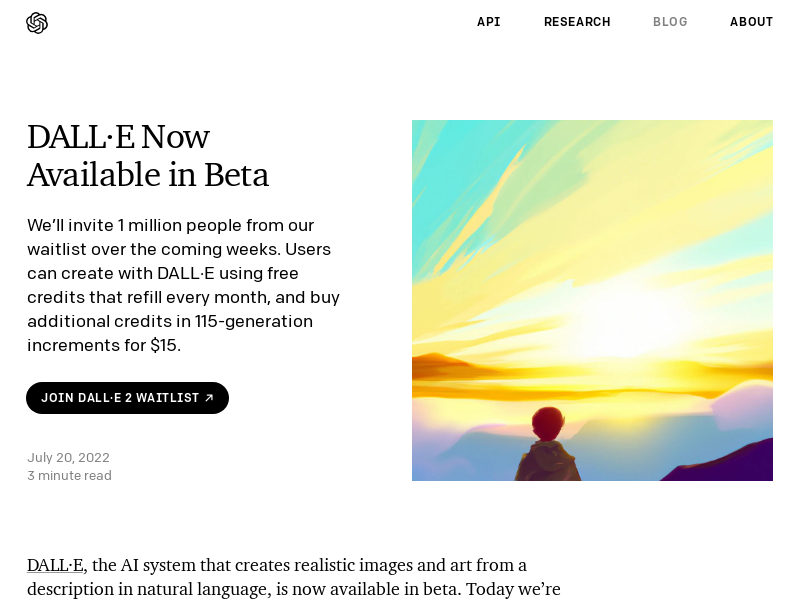 API RESEARCH BLOG ABOUT
DALL·E Now
Available in Beta
We’ll invite 1 million people from our
waitlist over the coming weeks. Users
can create with DALL·E using free
credits that refill every month, and buy
additional credits in 115-generation
increments for $15.
JOIN DALL·E 2 WAITLIST ↗
July 20, 2022
3 minute read
DALL·E, the AI system that creates realistic images and art from a
description in natural language, is now available in beta. Today we’re